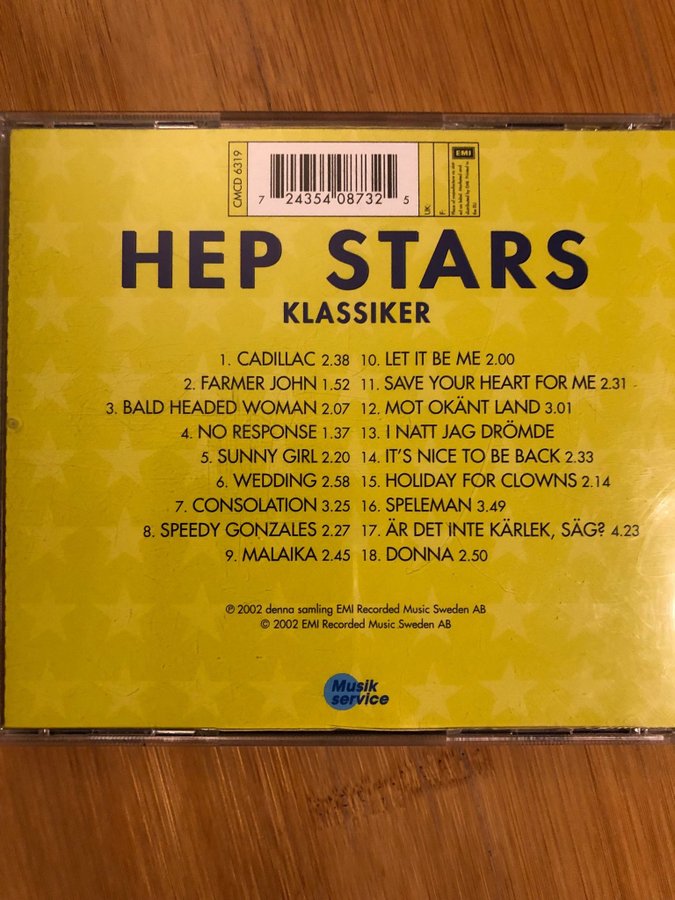 CMCD 6319
7 24354 08732 5
UK:
F:
EMI
HEP STARS
KLASSIKER
1. CADILLAC 2.38
2. FARMER JOHN 1.52
3. BALD HEADED WOMAN 2.07
4. NO RESPONSE 1.37
5. SUNNY GIRL 2.20
6. WEDDING 2.58
7. CONSOLATION 3.25
8. SPEEDY GONZALES 2.27
9. MALAIKA 2.45
10. LET IT BE ME 2.00
11. SAVE YOUR HEART FOR ME 2.31
12. MOT OKÄNT LAND 3.01
13. I NATT JAG DRÖMDE
14. IT'S NICE TO BE BACK 2.33
15. HOLIDAY FOR CLOWNS 2.14
16. SPELEMAN 3.49
17. ÄR DET INTE KÄRLEK, SÄG? 4.23
18. DONNA 2.50
℗ 2002 denna samling EMI Recorded Music Sweden AB
© 2002 EMI Recorded Music Sweden AB
Musik
service